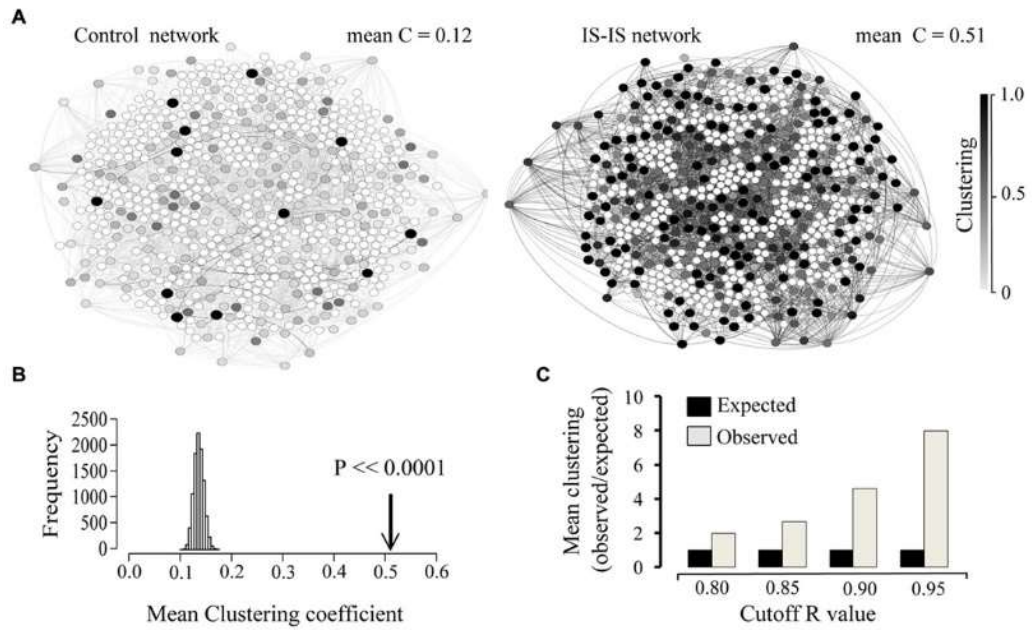 A
Control network
mean C = 0.12
IS-IS network
mean C = 0.51
1.0
0.5
0
Clustering
B
2500
2000
1500
1000
500
0
Frequency
P << 0.0001
0.0 0.1 0.2 0.3 0.4 0.5 0.6
Mean Clustering coefficient
C
10
8
6
4
2
0
Mean clustering
(observed/expected)
Expected
Observed
0.80 0.85 0.90 0.95
Cutoff R value